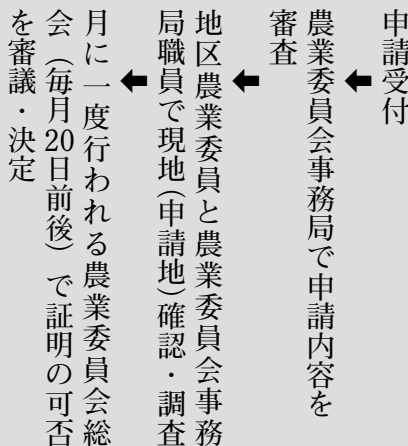 申請受付
⬅
農業委員会事務局で申請内容を
審査
⬅
地区農業委員と農業委員会事務
局職員で現地(申請地)確認・調査
⬅
月に一度行われる農業委員会総
会(毎月20日前後)で証明の可否
を審議・決定